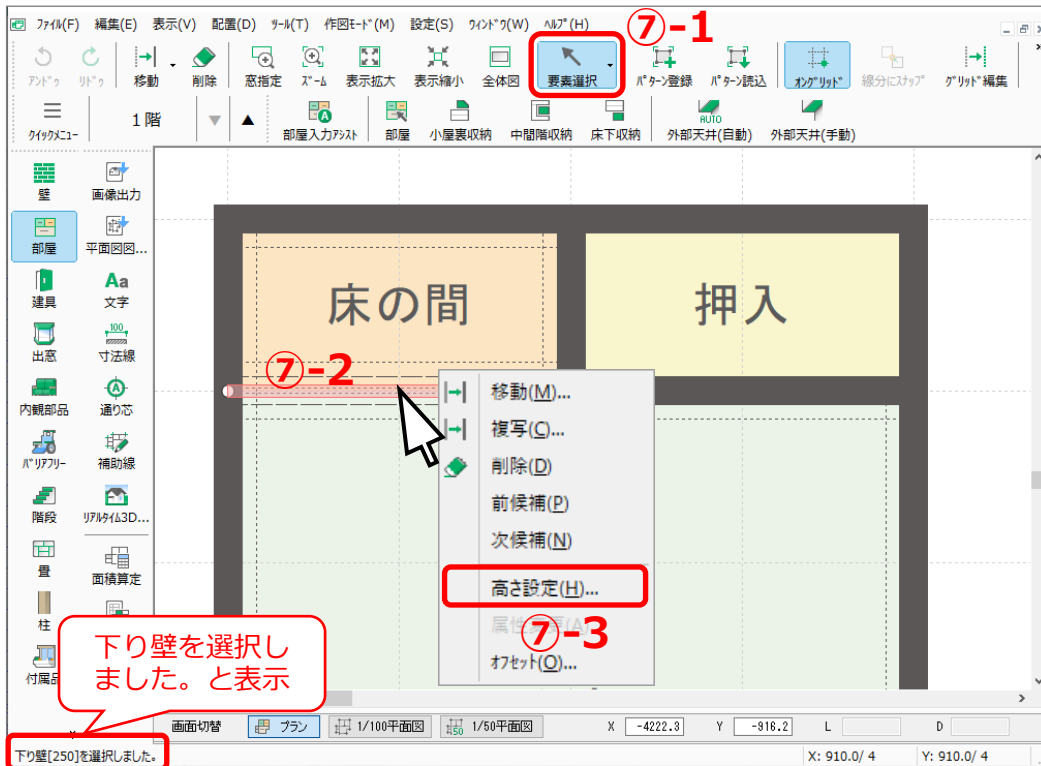 ﾌｧｲﾙ(F) 編集(E) 表示(V) 配置(D) ﾂｰﾙ(T) 作図ﾓｰﾄﾞ(M) 設定(S) ｳｨﾝﾄﾞｳ(W) ﾍﾙﾌﾟ(H)
⑦-1
ｱﾝﾄﾞｩ ﾘﾄﾞｩ 移動 削除 窓指定 ｽﾞｰﾑ 表示拡大 表示縮小 全体図 要素選択 ﾊﾟﾀｰﾝ登録 ﾊﾟﾀｰﾝ読込 ｵﾝｸﾞﾘｯﾄﾞ 線分にｽﾅｯﾌﾟ ｸﾞﾘｯﾄﾞ編集
1階
AUTO
ｸｲｯｸﾒﾆｭｰ 部屋入力ｱｼｽﾄ 部屋 小屋裏収納 中間階収納 床下収納 外部天井(自動) 外部天井(手動)
壁 画像出力
部屋 平面図図...
Aa
建具 文字
100
出窓 寸法線
内観部品 通り芯
ﾊﾞﾘｱﾌﾘｰ 補助線
階段 ﾘｱﾙﾀｲﾑ3D...
畳 面積算定
柱
付属品
床の間 押入
⑦-2
移動(M)...
複写(C)...
削除(D)
前候補(P)
次候補(N)
高さ設定(H)...
⑦-3
ｵﾌｾｯﾄ(O)...
下り壁を選択し
ました。と表示
画面切替 プラン 1/100平面図 1/50平面図 X -4222.3 Y -916.2 L D
下り壁[250]を選択しました。 X: 910.0/ 4 Y: 910.0/ 4